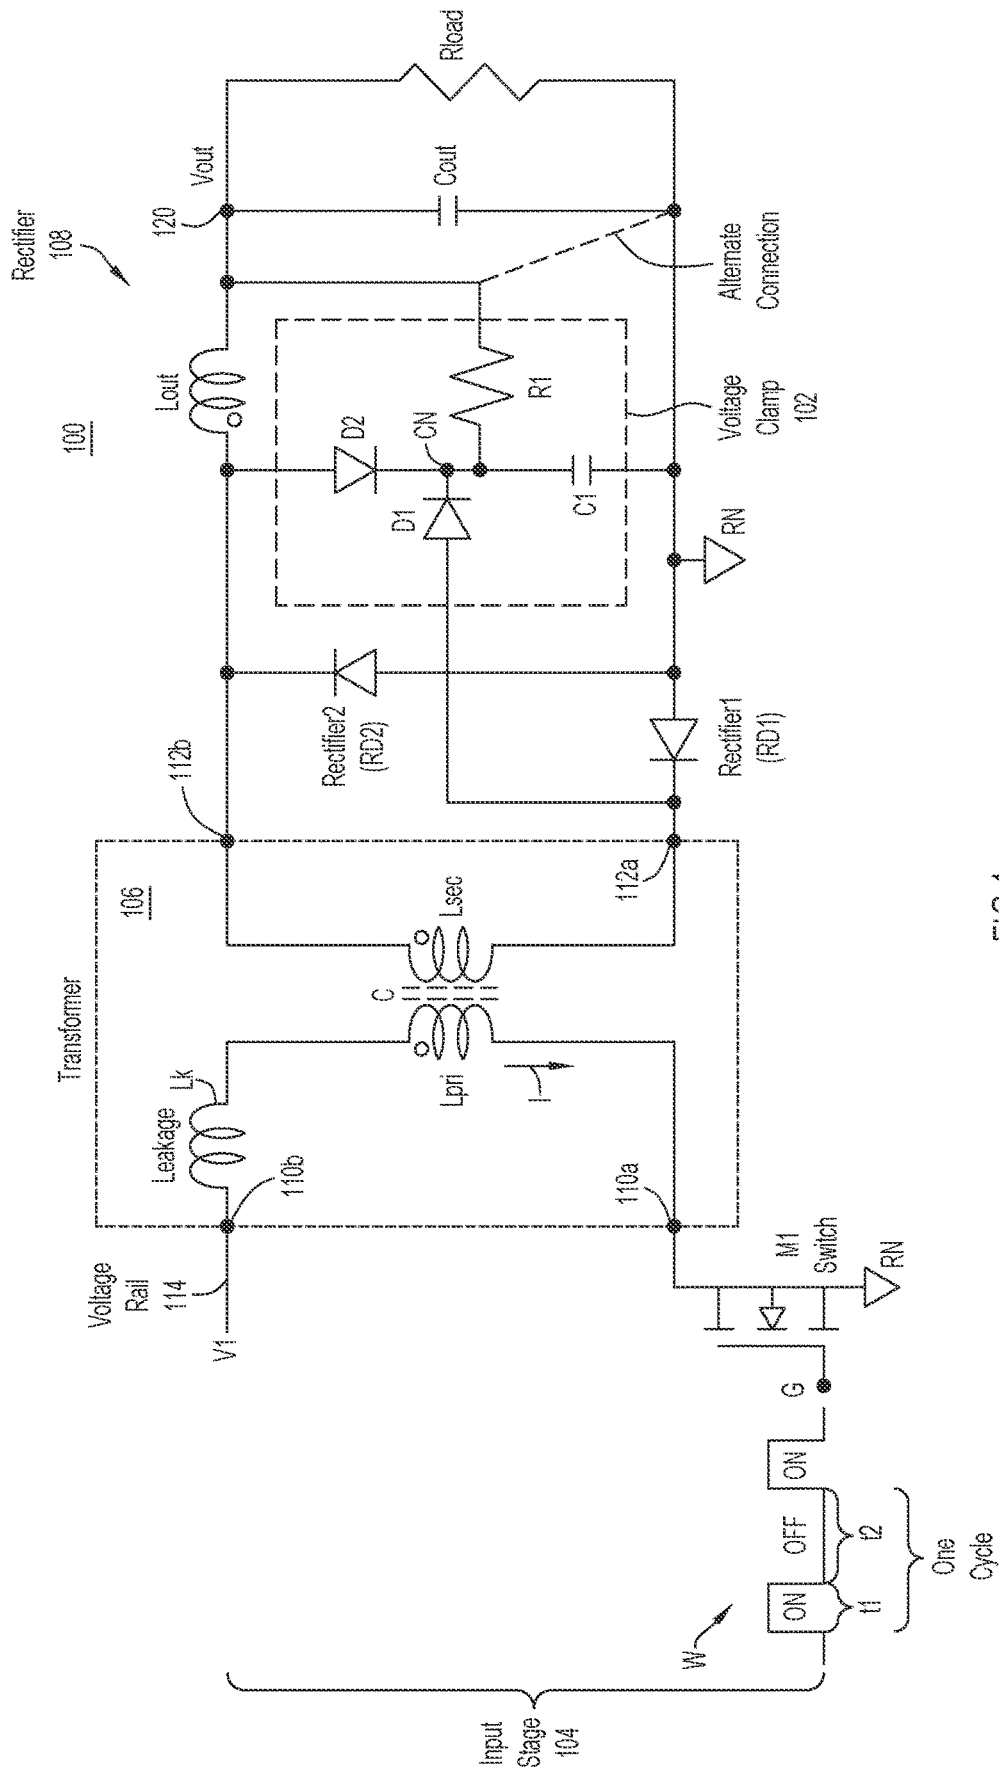 Rectifier
108
100
Lout
120
Vout
Rload
Cout
Alternate
Connection
D2
CN
D1
R1
C1
Voltage
Clamp
102
RN
Rectifier2
(RD2)
Rectifier1
(RD1)
112b
112a
Transformer
106
Lsec
C
Lpri
I
Leakage
Lk
110b
110a
Voltage
Rail
114
V1
M1
Switch
RN
G
ON
OFF
ON
t1
t2
One
Cycle
W
Input
Stage
104